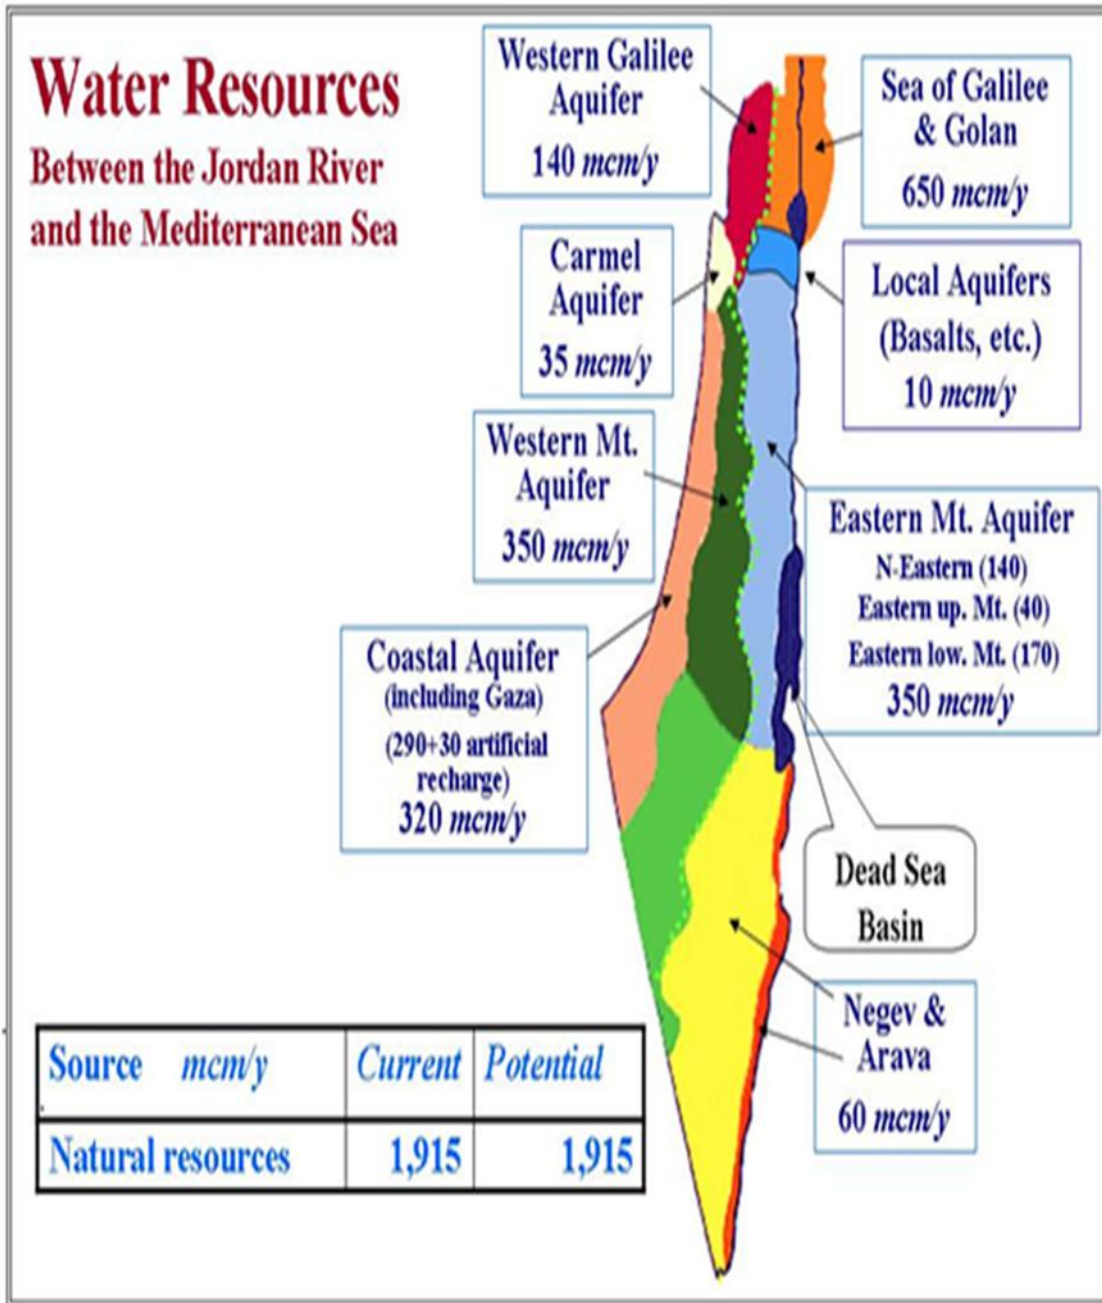 Water Resources
Between the Jordan River
and the Mediterranean Sea
Western Galilee
Aquifer
140 mcm/y
Sea of Galilee
& Golan
650 mcm/y
Carmel
Aquifer
35 mcm/y
Local Aquifers
(Basalts, etc.)
10 mcm/y
Western Mt.
Aquifer
350 mcm/y
Eastern Mt. Aquifer
N-Eastern (140)
Eastern up. Mt. (40)
Eastern low. Mt. (170)
350 mcm/y
Coastal Aquifer
(including Gaza)
(290+30 artificial
recharge)
320 mcm/y
Dead Sea
Basin
Negev &
Arava
60 mcm/y
Source mcm/y Current Potential
Natural resources 1,915 1,915